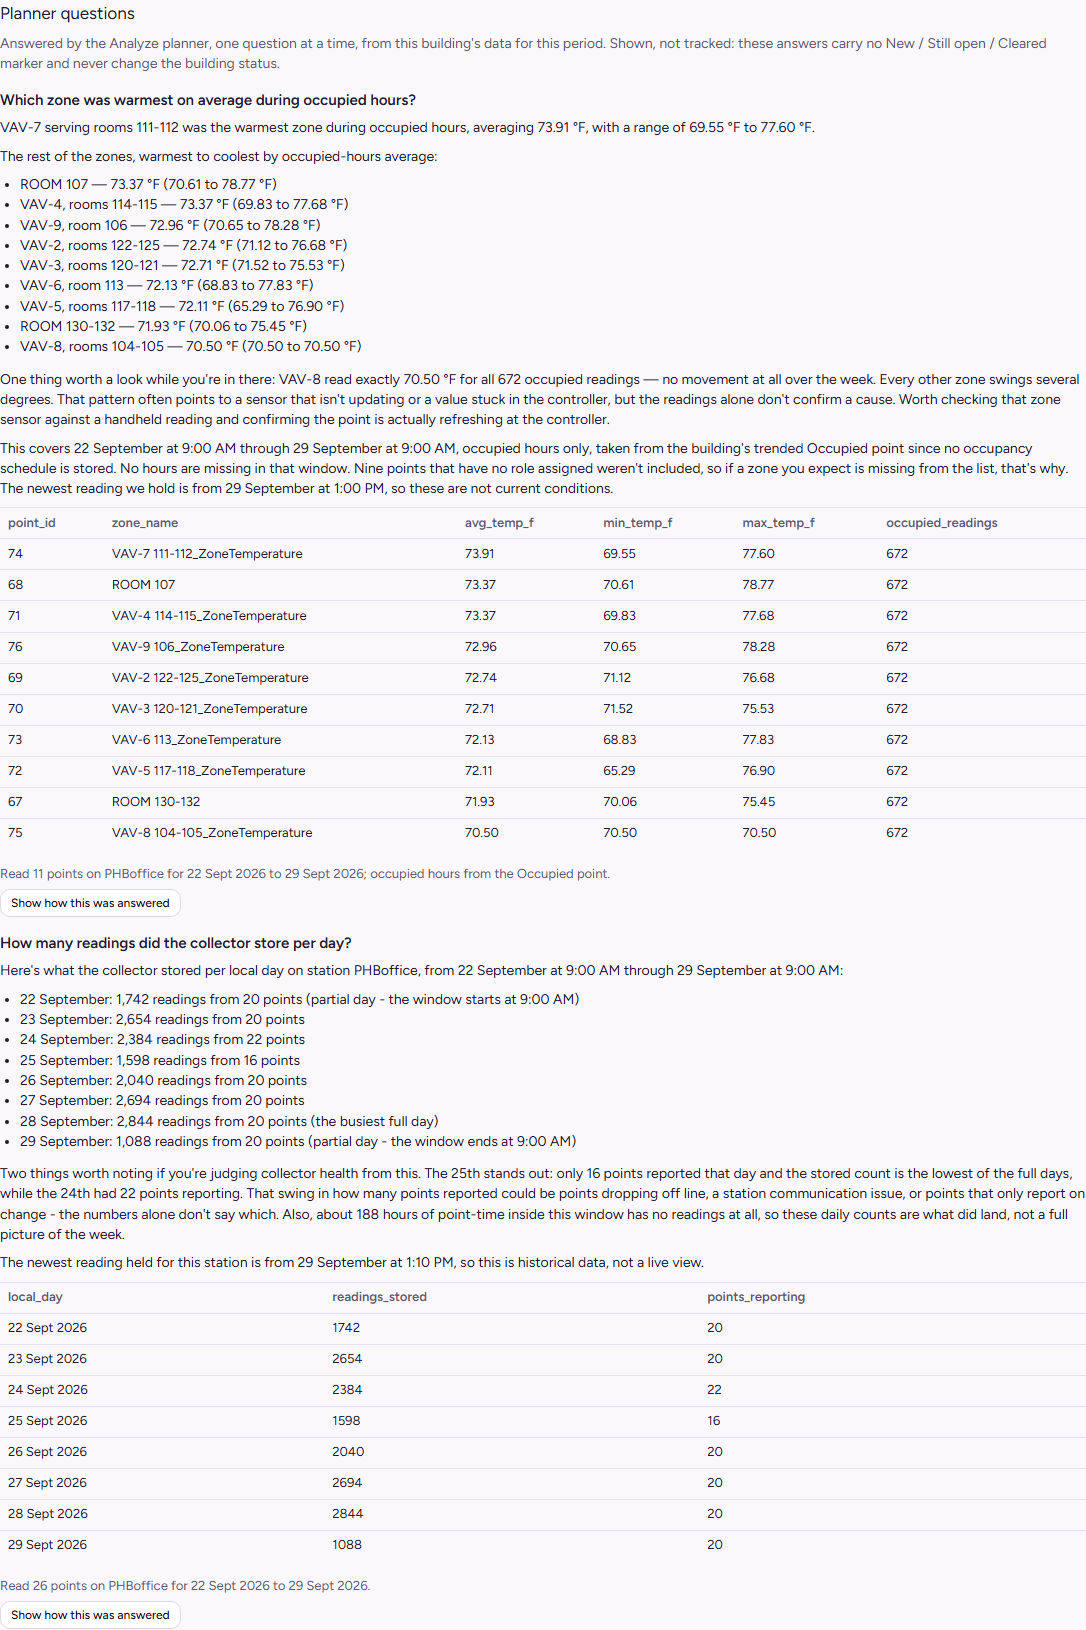 Planner questions
Answered by the Analyze planner, one question at a time, from this building's data for this period. Shown, not tracked: these answers carry no New / Still open / Cleared
marker and never change the building status.
Which zone was warmest on average during occupied hours?
VAV-7 serving rooms 111-112 was the warmest zone during occupied hours, averaging 73.91 °F, with a range of 69.55 °F to 77.60 °F.
The rest of the zones, warmest to coolest by occupied-hours average:
• ROOM 107 — 73.37 °F (70.61 to 78.77 °F)
• VAV-4, rooms 114-115 — 73.37 °F (69.83 to 77.68 °F)
• VAV-9, room 106 — 72.96 °F (70.65 to 78.28 °F)
• VAV-2, rooms 122-125 — 72.74 °F (71.12 to 76.68 °F)
• VAV-3, rooms 120-121 — 72.71 °F (71.52 to 75.53 °F)
• VAV-6, room 113 — 72.13 °F (68.83 to 77.83 °F)
• VAV-5, rooms 117-118 — 72.11 °F (65.29 to 76.90 °F)
• ROOM 130-132 — 71.93 °F (70.06 to 75.45 °F)
• VAV-8, rooms 104-105 — 70.50 °F (70.50 to 70.50 °F)
One thing worth a look while you're in there: VAV-8 read exactly 70.50 °F for all 672 occupied readings — no movement at all over the week. Every other zone swings several
degrees. That pattern often points to a sensor that isn't updating or a value stuck in the controller, but the readings alone don't confirm a cause. Worth checking that zone
sensor against a handheld reading and confirming the point is actually refreshing at the controller.
This covers 22 September at 9:00 AM through 29 September at 9:00 AM, occupied hours only, taken from the building's trended Occupied point since no occupancy
schedule is stored. No hours are missing in that window. Nine points that have no role assigned weren't included, so if a zone you expect is missing from the list, that's why.
The newest reading we hold is from 29 September at 1:00 PM, so these are not current conditions.
point_id zone_name avg_temp_f min_temp_f max_temp_f occupied_readings
74 VAV-7 111-112_ZoneTemperature 73.91 69.55 77.60 672
68 ROOM 107 73.37 70.61 78.77 672
71 VAV-4 114-115_ZoneTemperature 73.37 69.83 77.68 672
76 VAV-9 106_ZoneTemperature 72.96 70.65 78.28 672
69 VAV-2 122-125_ZoneTemperature 72.74 71.12 76.68 672
70 VAV-3 120-121_ZoneTemperature 72.71 71.52 75.53 672
73 VAV-6 113_ZoneTemperature 72.13 68.83 77.83 672
72 VAV-5 117-118_ZoneTemperature 72.11 65.29 76.90 672
67 ROOM 130-132 71.93 70.06 75.45 672
75 VAV-8 104-105_ZoneTemperature 70.50 70.50 70.50 672
Read 11 points on PHBoffice for 22 Sept 2026 to 29 Sept 2026; occupied hours from the Occupied point.
Show how this was answered
How many readings did the collector store per day?
Here's what the collector stored per local day on station PHBoffice, from 22 September at 9:00 AM through 29 September at 9:00 AM:
• 22 September: 1,742 readings from 20 points (partial day - the window starts at 9:00 AM)
• 23 September: 2,654 readings from 20 points
• 24 September: 2,384 readings from 22 points
• 25 September: 1,598 readings from 16 points
• 26 September: 2,040 readings from 20 points
• 27 September: 2,694 readings from 20 points
• 28 September: 2,844 readings from 20 points (the busiest full day)
• 29 September: 1,088 readings from 20 points (partial day - the window ends at 9:00 AM)
Two things worth noting if you're judging collector health from this. The 25th stands out: only 16 points reported that day and the stored count is the lowest of the full days,
while the 24th had 22 points reporting. That swing in how many points reported could be points dropping off line, a station communication issue, or points that only report on
change - the numbers alone don't say which. Also, about 188 hours of point-time inside this window has no readings at all, so these daily counts are what did land, not a full
picture of the week.
The newest reading held for this station is from 29 September at 1:10 PM, so this is historical data, not a live view.
local_day readings_stored points_reporting
22 Sept 2026 1742 20
23 Sept 2026 2654 20
24 Sept 2026 2384 22
25 Sept 2026 1598 16
26 Sept 2026 2040 20
27 Sept 2026 2694 20
28 Sept 2026 2844 20
29 Sept 2026 1088 20
Read 26 points on PHBoffice for 22 Sept 2026 to 29 Sept 2026.
Show how this was answered